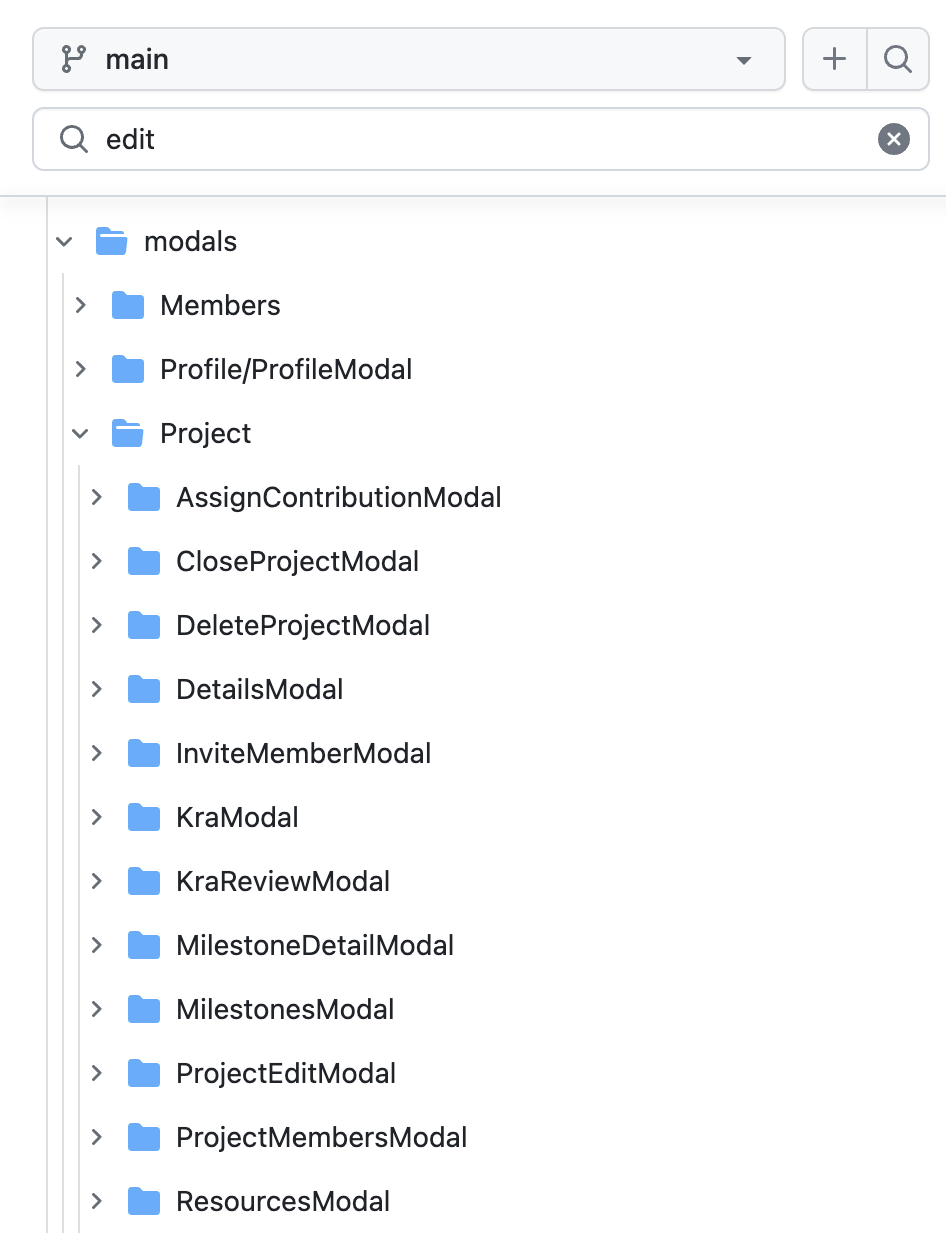 main
edit
modals
Members
Profile/ProfileModal
Project
AssignContributionModal
CloseProjectModal
DeleteProjectModal
DetailsModal
InviteMemberModal
KraModal
KraReviewModal
MilestoneDetailModal
MilestonesModal
ProjectEditModal
ProjectMembersModal
ResourcesModal